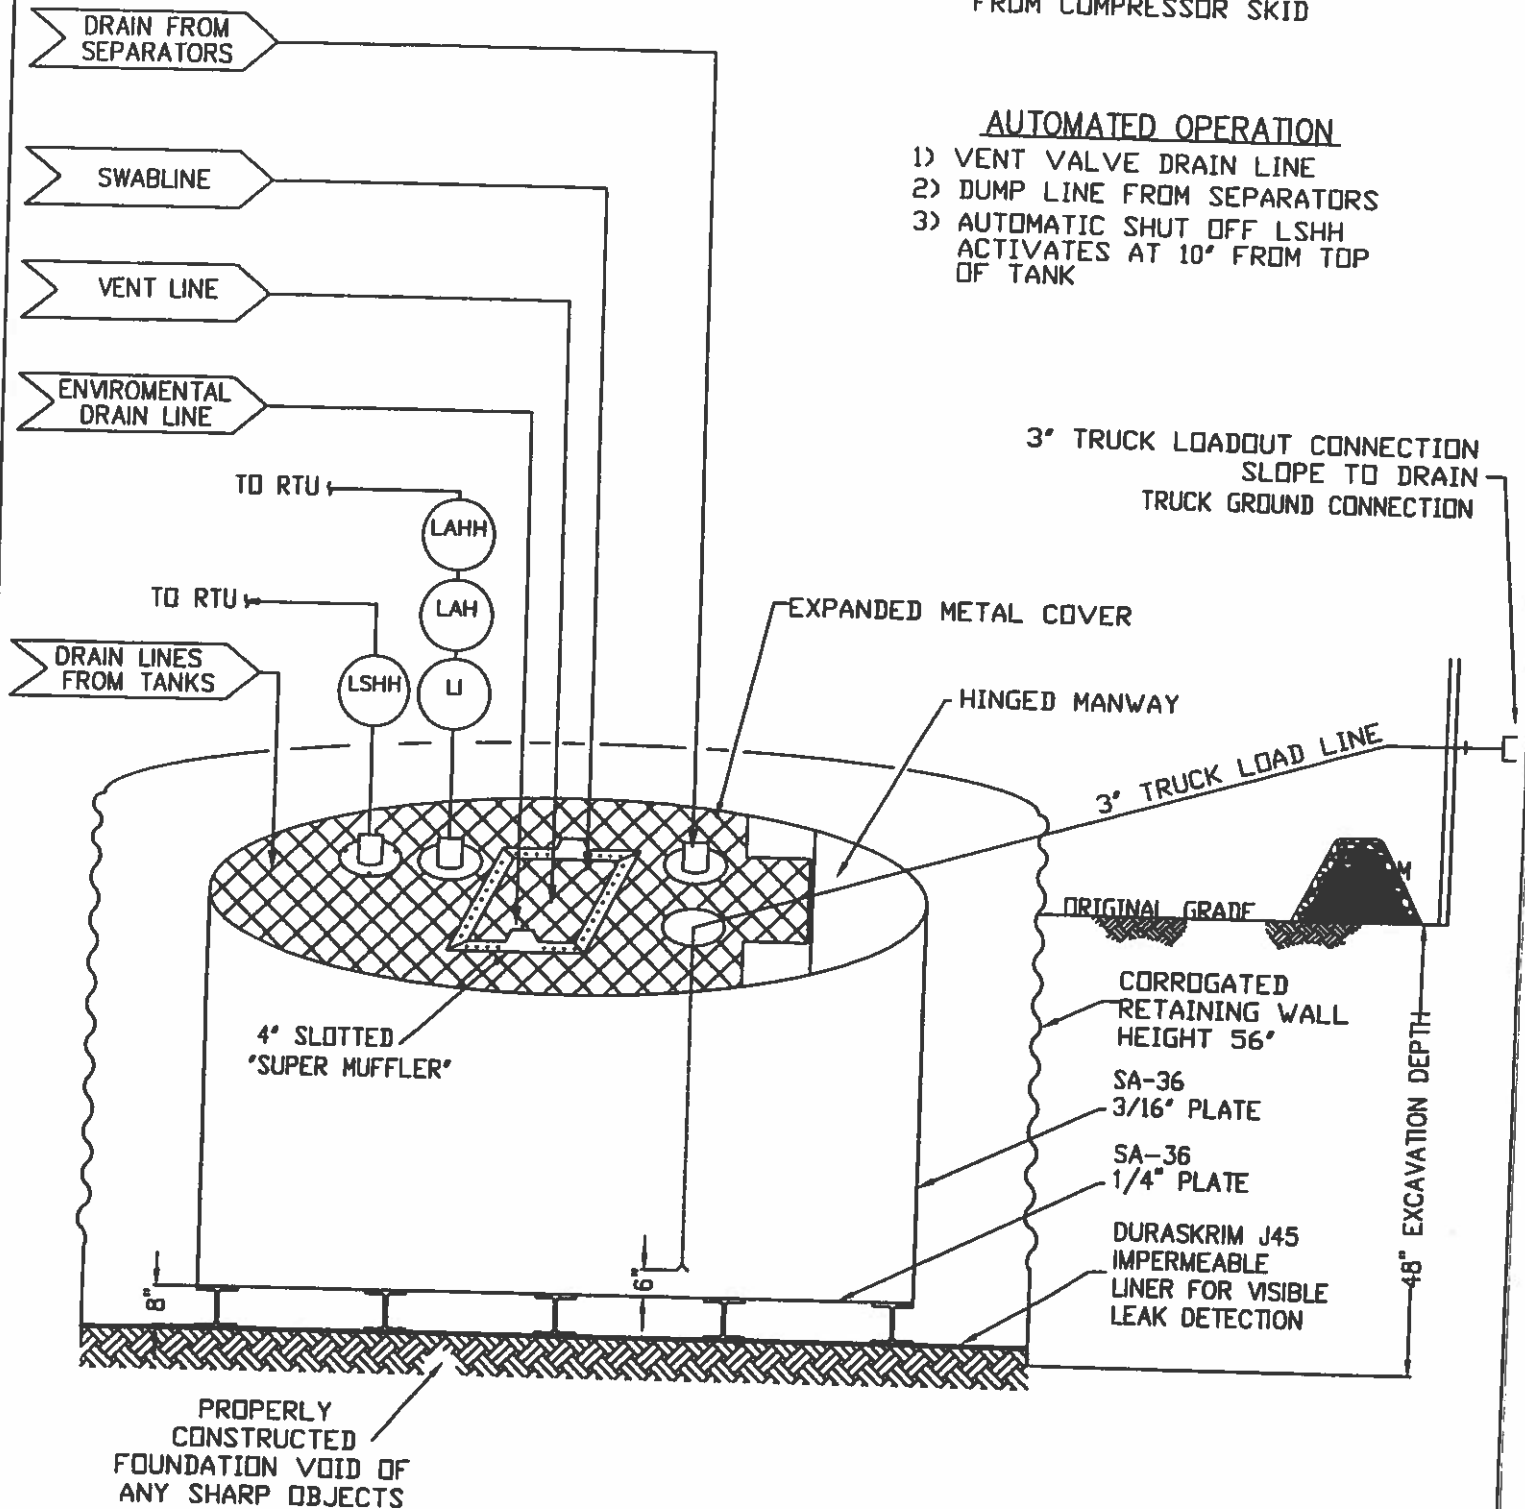 FROM COMPRESSOR SKID
DRAIN FROM
SEPARATORS
AUTOMATED OPERATION
1) VENT VALVE DRAIN LINE
2) DUMP LINE FROM SEPARATORS
3) AUTOMATIC SHUT OFF LSHH
ACTIVATES AT 10" FROM TOP
OF TANK
SWABLINE
VENT LINE
ENVIROMENTAL
DRAIN LINE
3" TRUCK LOADOUT CONNECTION
SLOPE TO DRAIN
TRUCK GROUND CONNECTION
TO RTU
LAHH
TO RTU
LAH
EXPANDED METAL COVER
DRAIN LINES
FROM TANKS
LSHH
LI
HINGED MANWAY
3" TRUCK LOAD LINE
M
ORIGINAL GRADE
CORROGATED
RETAINING WALL
HEIGHT 56"
4" SLOTTED
"SUPER MUFFLER"
SA-36
3/16" PLATE
SA-36
1/4" PLATE
48" EXCAVATION DEPTH
DURASKRIM J45
IMPERMEABLE
LINER FOR VISIBLE
LEAK DETECTION
8"
6"
PROPERLY
CONSTRUCTED
FOUNDATION VOID OF
ANY SHARP OBJECTS